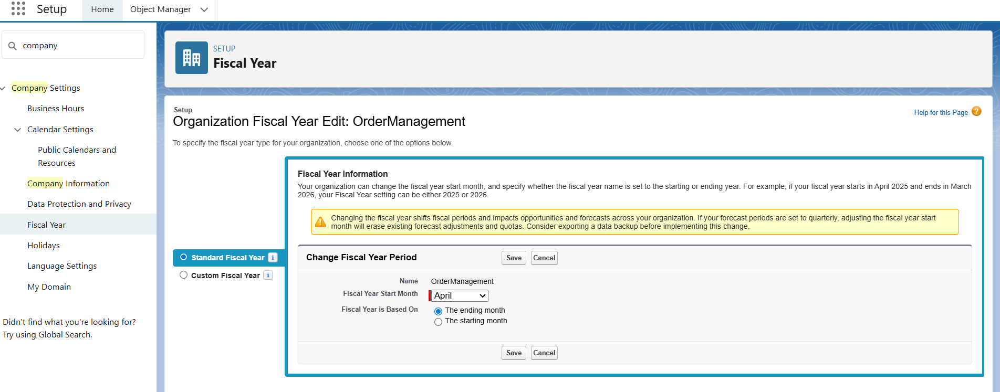 Setup
Home
Object Manager
company
Company Settings
Business Hours
Calendar Settings
Public Calendars and
Resources
Company Information
Data Protection and Privacy
Fiscal Year
Holidays
Language Settings
My Domain
Didn't find what you're looking for?
Try using Global Search.
SETUP
Fiscal Year
Setup
Organization Fiscal Year Edit: OrderManagement
Help for this Page ?
To specify the fiscal year type for your organization, choose one of the options below.
Standard Fiscal Year i
Custom Fiscal Year i
Fiscal Year Information
Your organization can change the fiscal year start month, and specify whether the fiscal year name is set to the starting or ending year. For example, if your fiscal year starts in April 2025 and ends in March
2026, your Fiscal Year setting can be either 2025 or 2026.
Changing the fiscal year shifts fiscal periods and impacts opportunities and forecasts across your organization. If your forecast periods are set to quarterly, adjusting the fiscal year start
month will erase existing forecast adjustments and quotas. Consider exporting a data backup before implementing this change.
Change Fiscal Year Period
Save Cancel
Name OrderManagement
Fiscal Year Start Month April
Fiscal Year is Based On The ending month
The starting month
Save Cancel